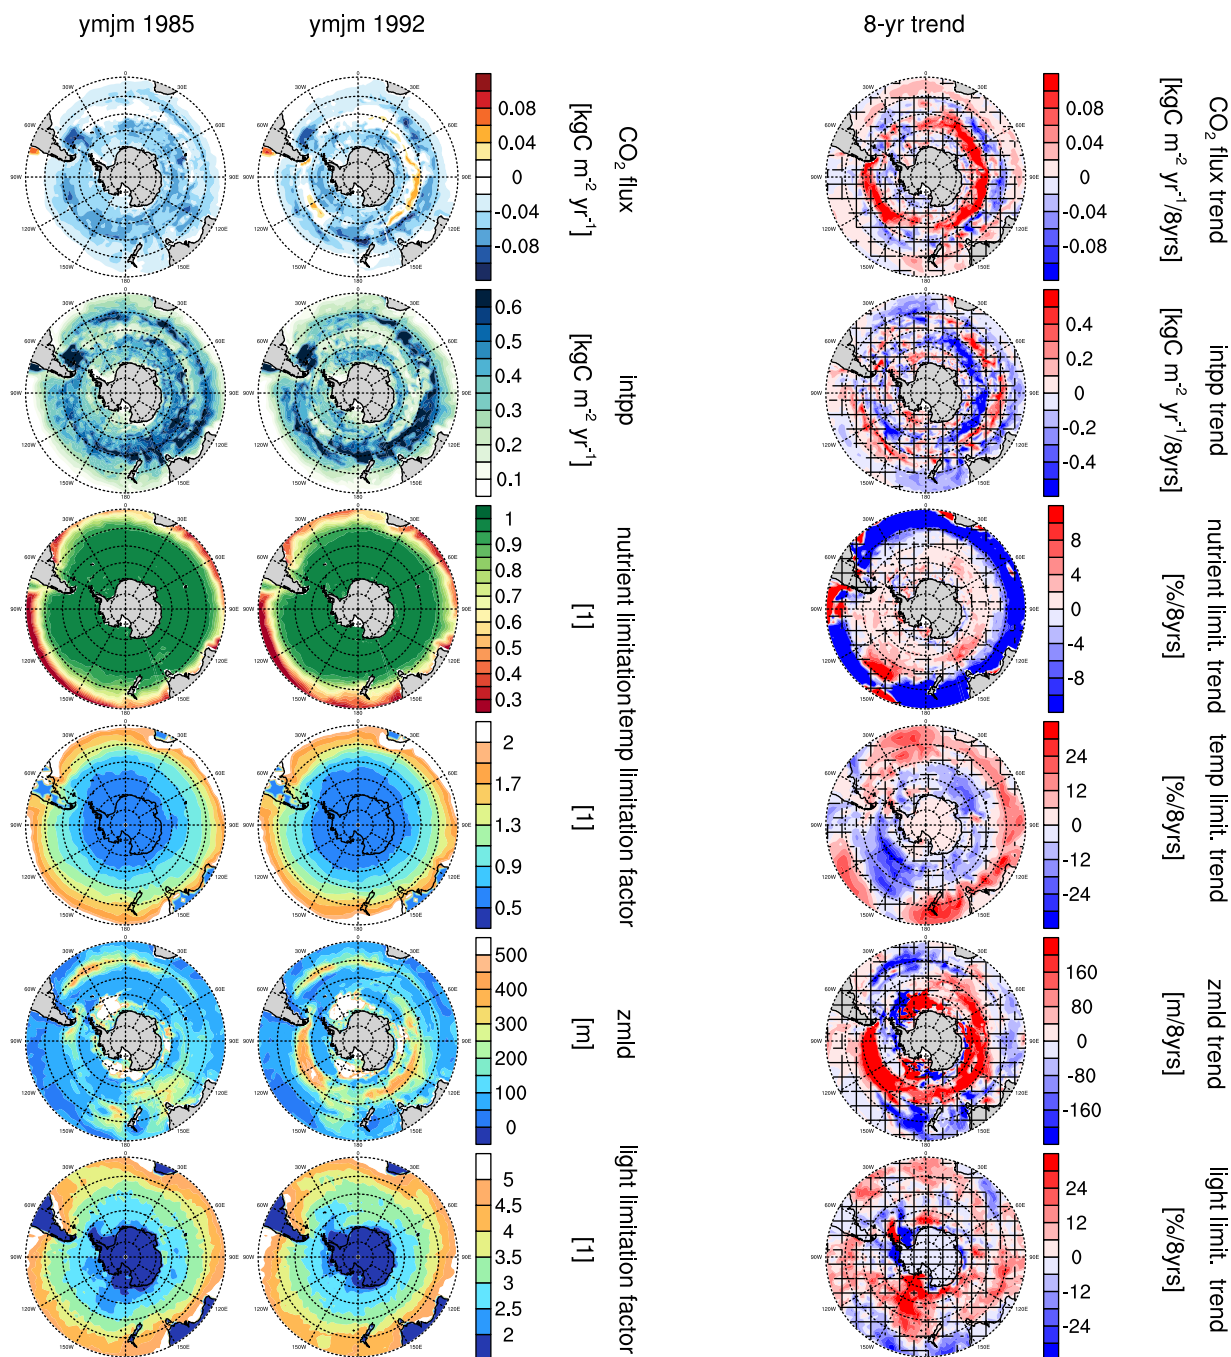 ymjm 1985
ymjm 1992
8-yr trend
0.08
0.04
0
-0.04
-0.08
CO2 flux
[kgC m-2 yr-1]
0.08
0.04
0
-0.04
-0.08
CO2 flux trend
[kgC m-2 yr-1/8yrs]
0.6
0.5
0.4
0.3
0.2
0.1
intpp
[kgC m-2 yr-1]
0.4
0.2
0
-0.2
-0.4
intpp trend
[kgC m-2 yr-1/8yrs]
1
0.9
0.8
0.7
0.6
0.5
0.4
0.3
nutrient limitation
[1]
8
4
0
-4
-8
nutrient limit. trend
[%/8yrs]
2
1.7
1.3
0.9
0.5
temp limitation factor
[1]
24
12
0
-12
-24
temp limit. trend
[%/8yrs]
500
400
300
200
100
0
zmld
[m]
160
80
0
-80
-160
zmld trend
[m/8yrs]
5
4.5
4
3.5
3
2.5
2
light limitation factor
[1]
24
12
0
-12
-24
light limit. trend
[%/8yrs]